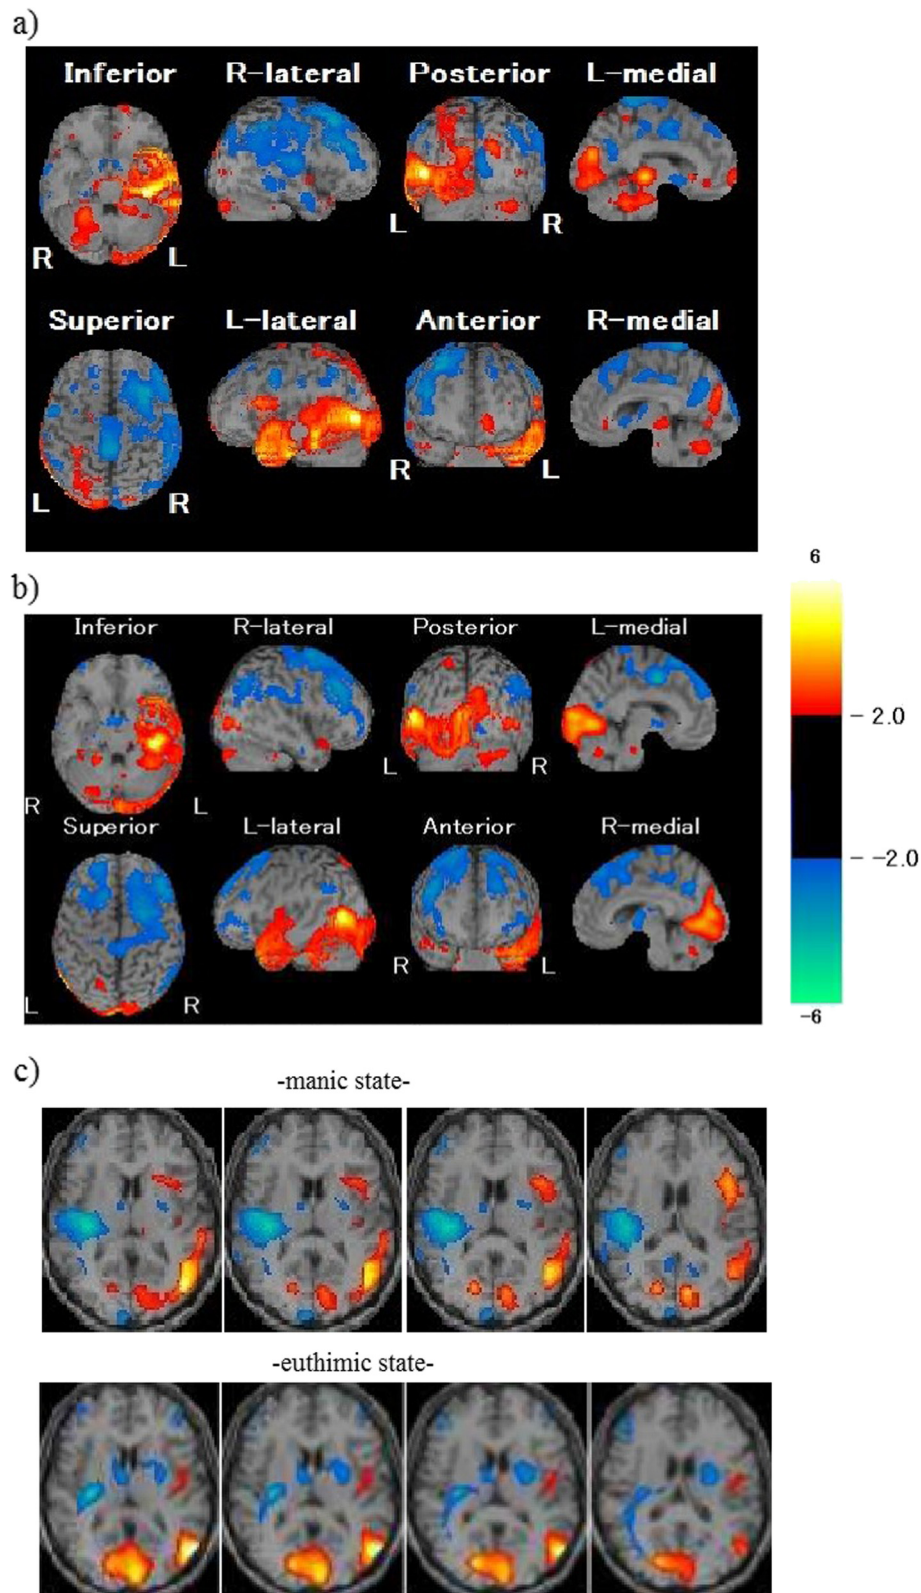 a)
Inferior R-lateral Posterior L-medial
R L L R
Superior L-lateral Anterior R-medial
L R R L
b)
Inferior R-lateral Posterior L-medial
R L L R
Superior L-lateral Anterior R-medial
L R R L
6
- 2.0
- -2.0
-6
c)
-manic state-
-euthimic state-